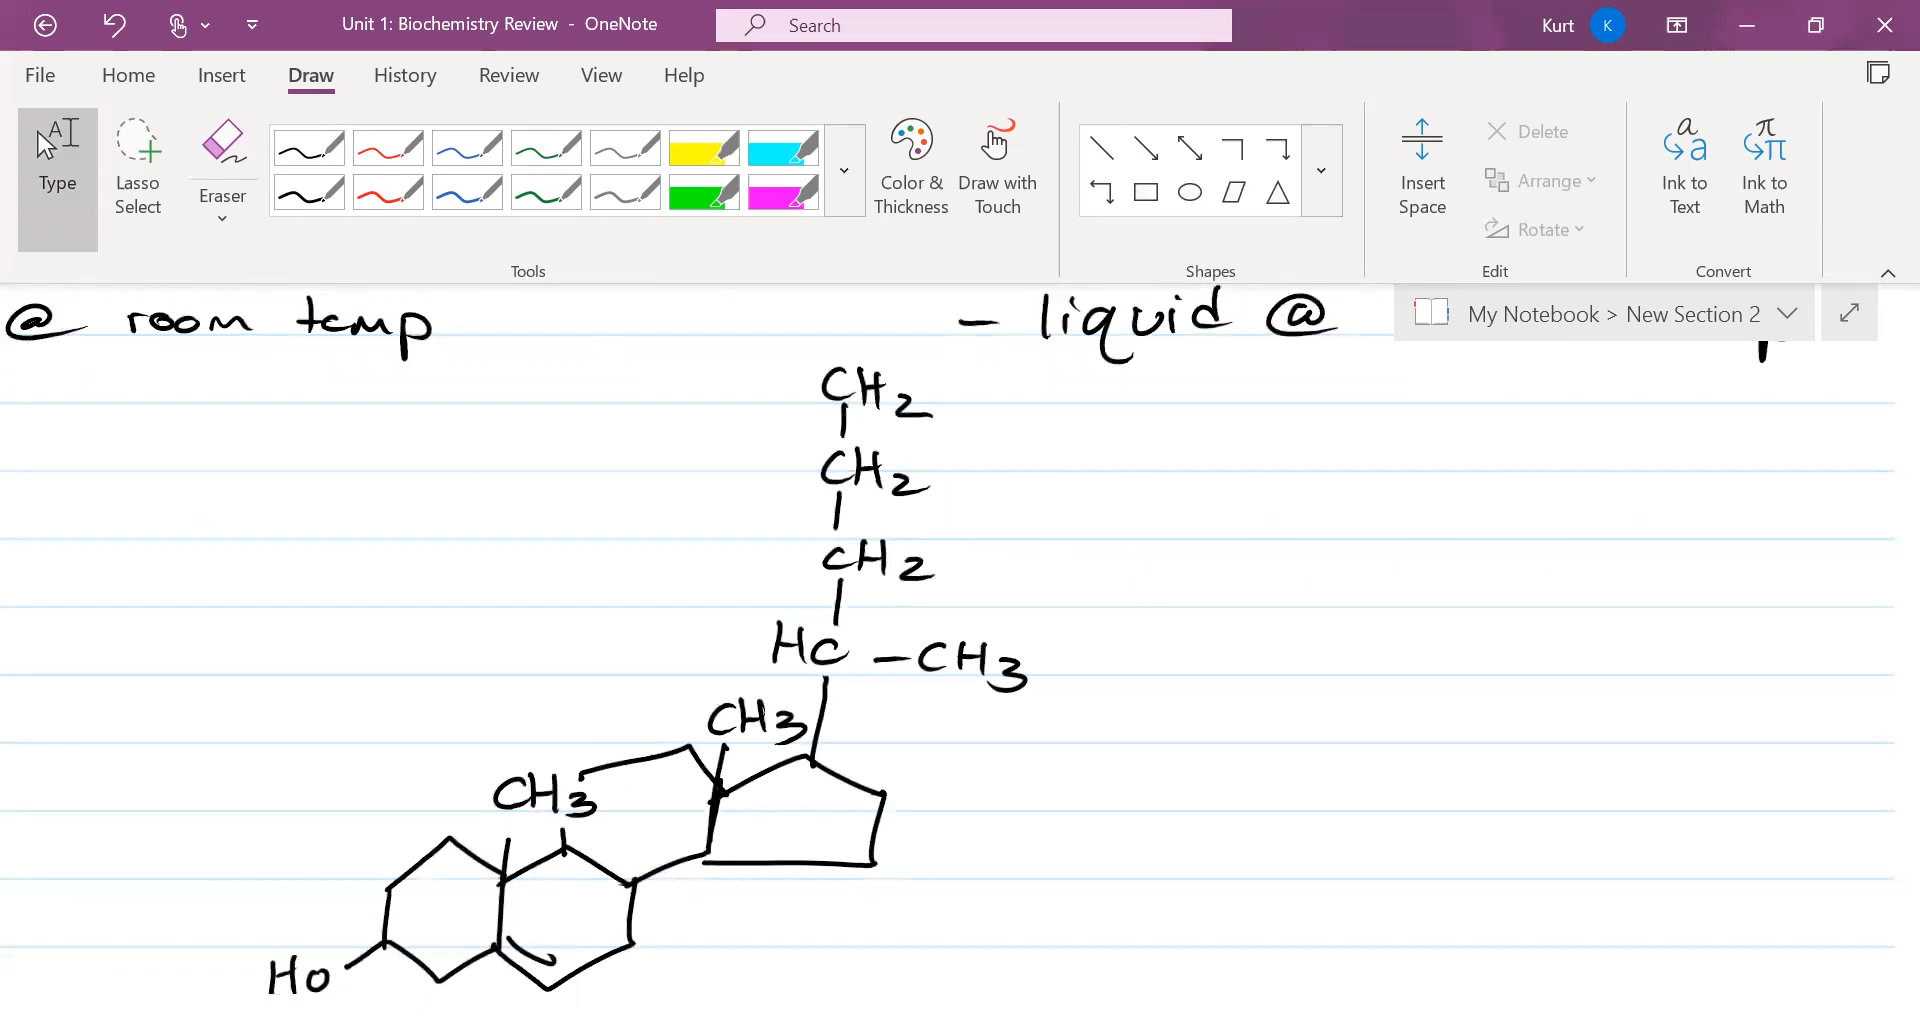 Unit 1: Biochemistry Review - OneNote
Search
Kurt
K
File Home Insert Draw History Review View Help
Type
Lasso Select
Eraser
Color & Thickness
Draw with Touch
Insert Space
Delete
Arrange
Rotate
Ink to Text
Ink to Math
Tools
Shapes
Edit
Convert
My Notebook > New Section 2
@ room temp
- liquid @
CH2
CH2
CH2
HC -CH3
CH3
CH3
HO